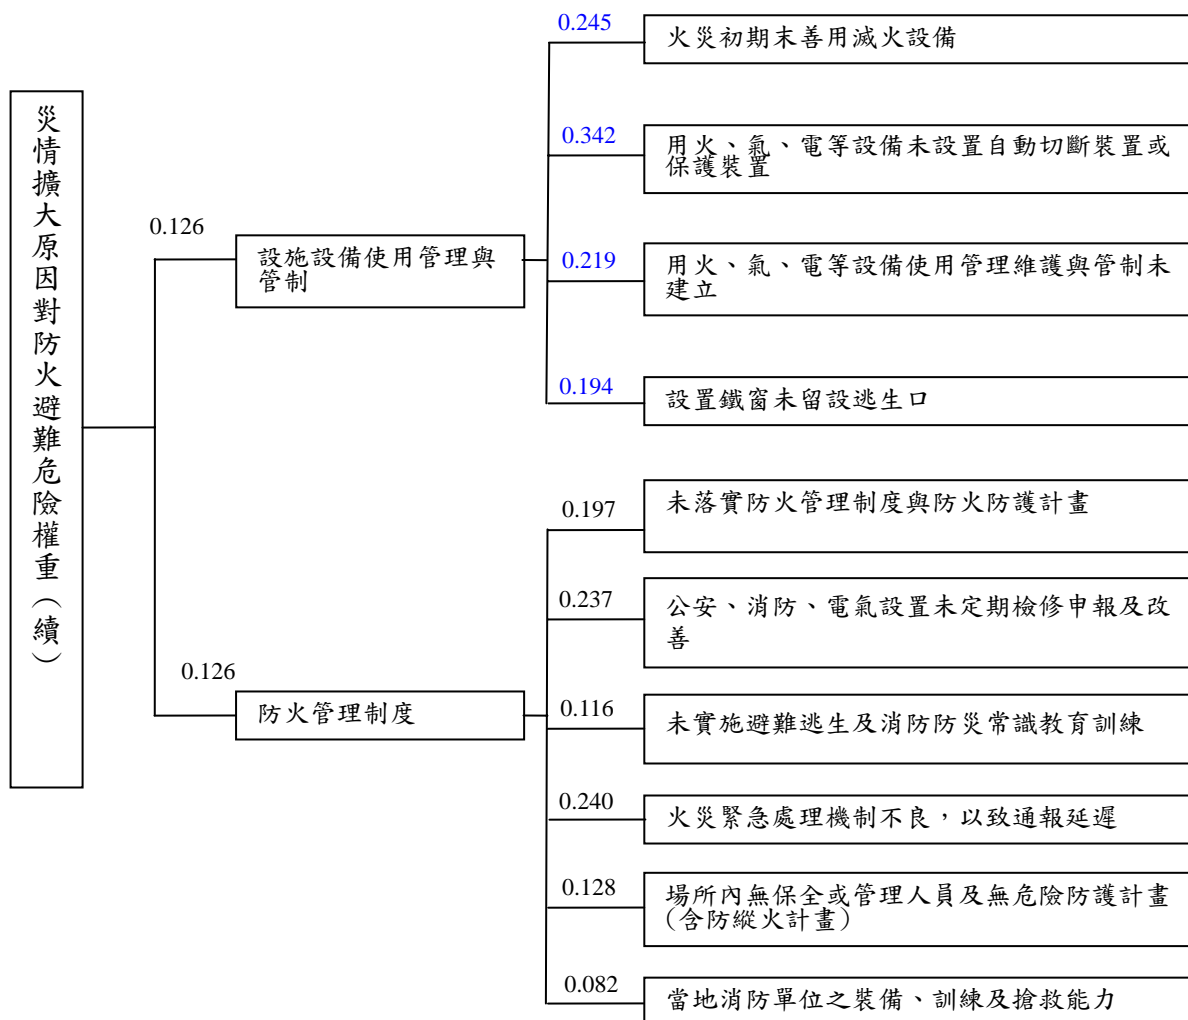 災情擴大原因對防火避難危險權重（續）
0.126
設施設備使用管理與
管制
0.245
火災初期末善用滅火設備
0.342
用火、氣、電等設備未設置自動切斷裝置或
保護裝置
0.219
用火、氣、電等設備使用管理維護與管制未
建立
0.194
設置鐵窗未留設逃生口
0.126
防火管理制度
0.197
未落實防火管理制度與防火防護計畫
0.237
公安、消防、電氣設置未定期檢修申報及改
善
0.116
未實施避難逃生及消防防災常識教育訓練
0.240
火災緊急處理機制不良，以致通報延遲
0.128
場所內無保全或管理人員及無危險防護計畫
(含防縱火計畫)
0.082
當地消防單位之裝備、訓練及搶救能力